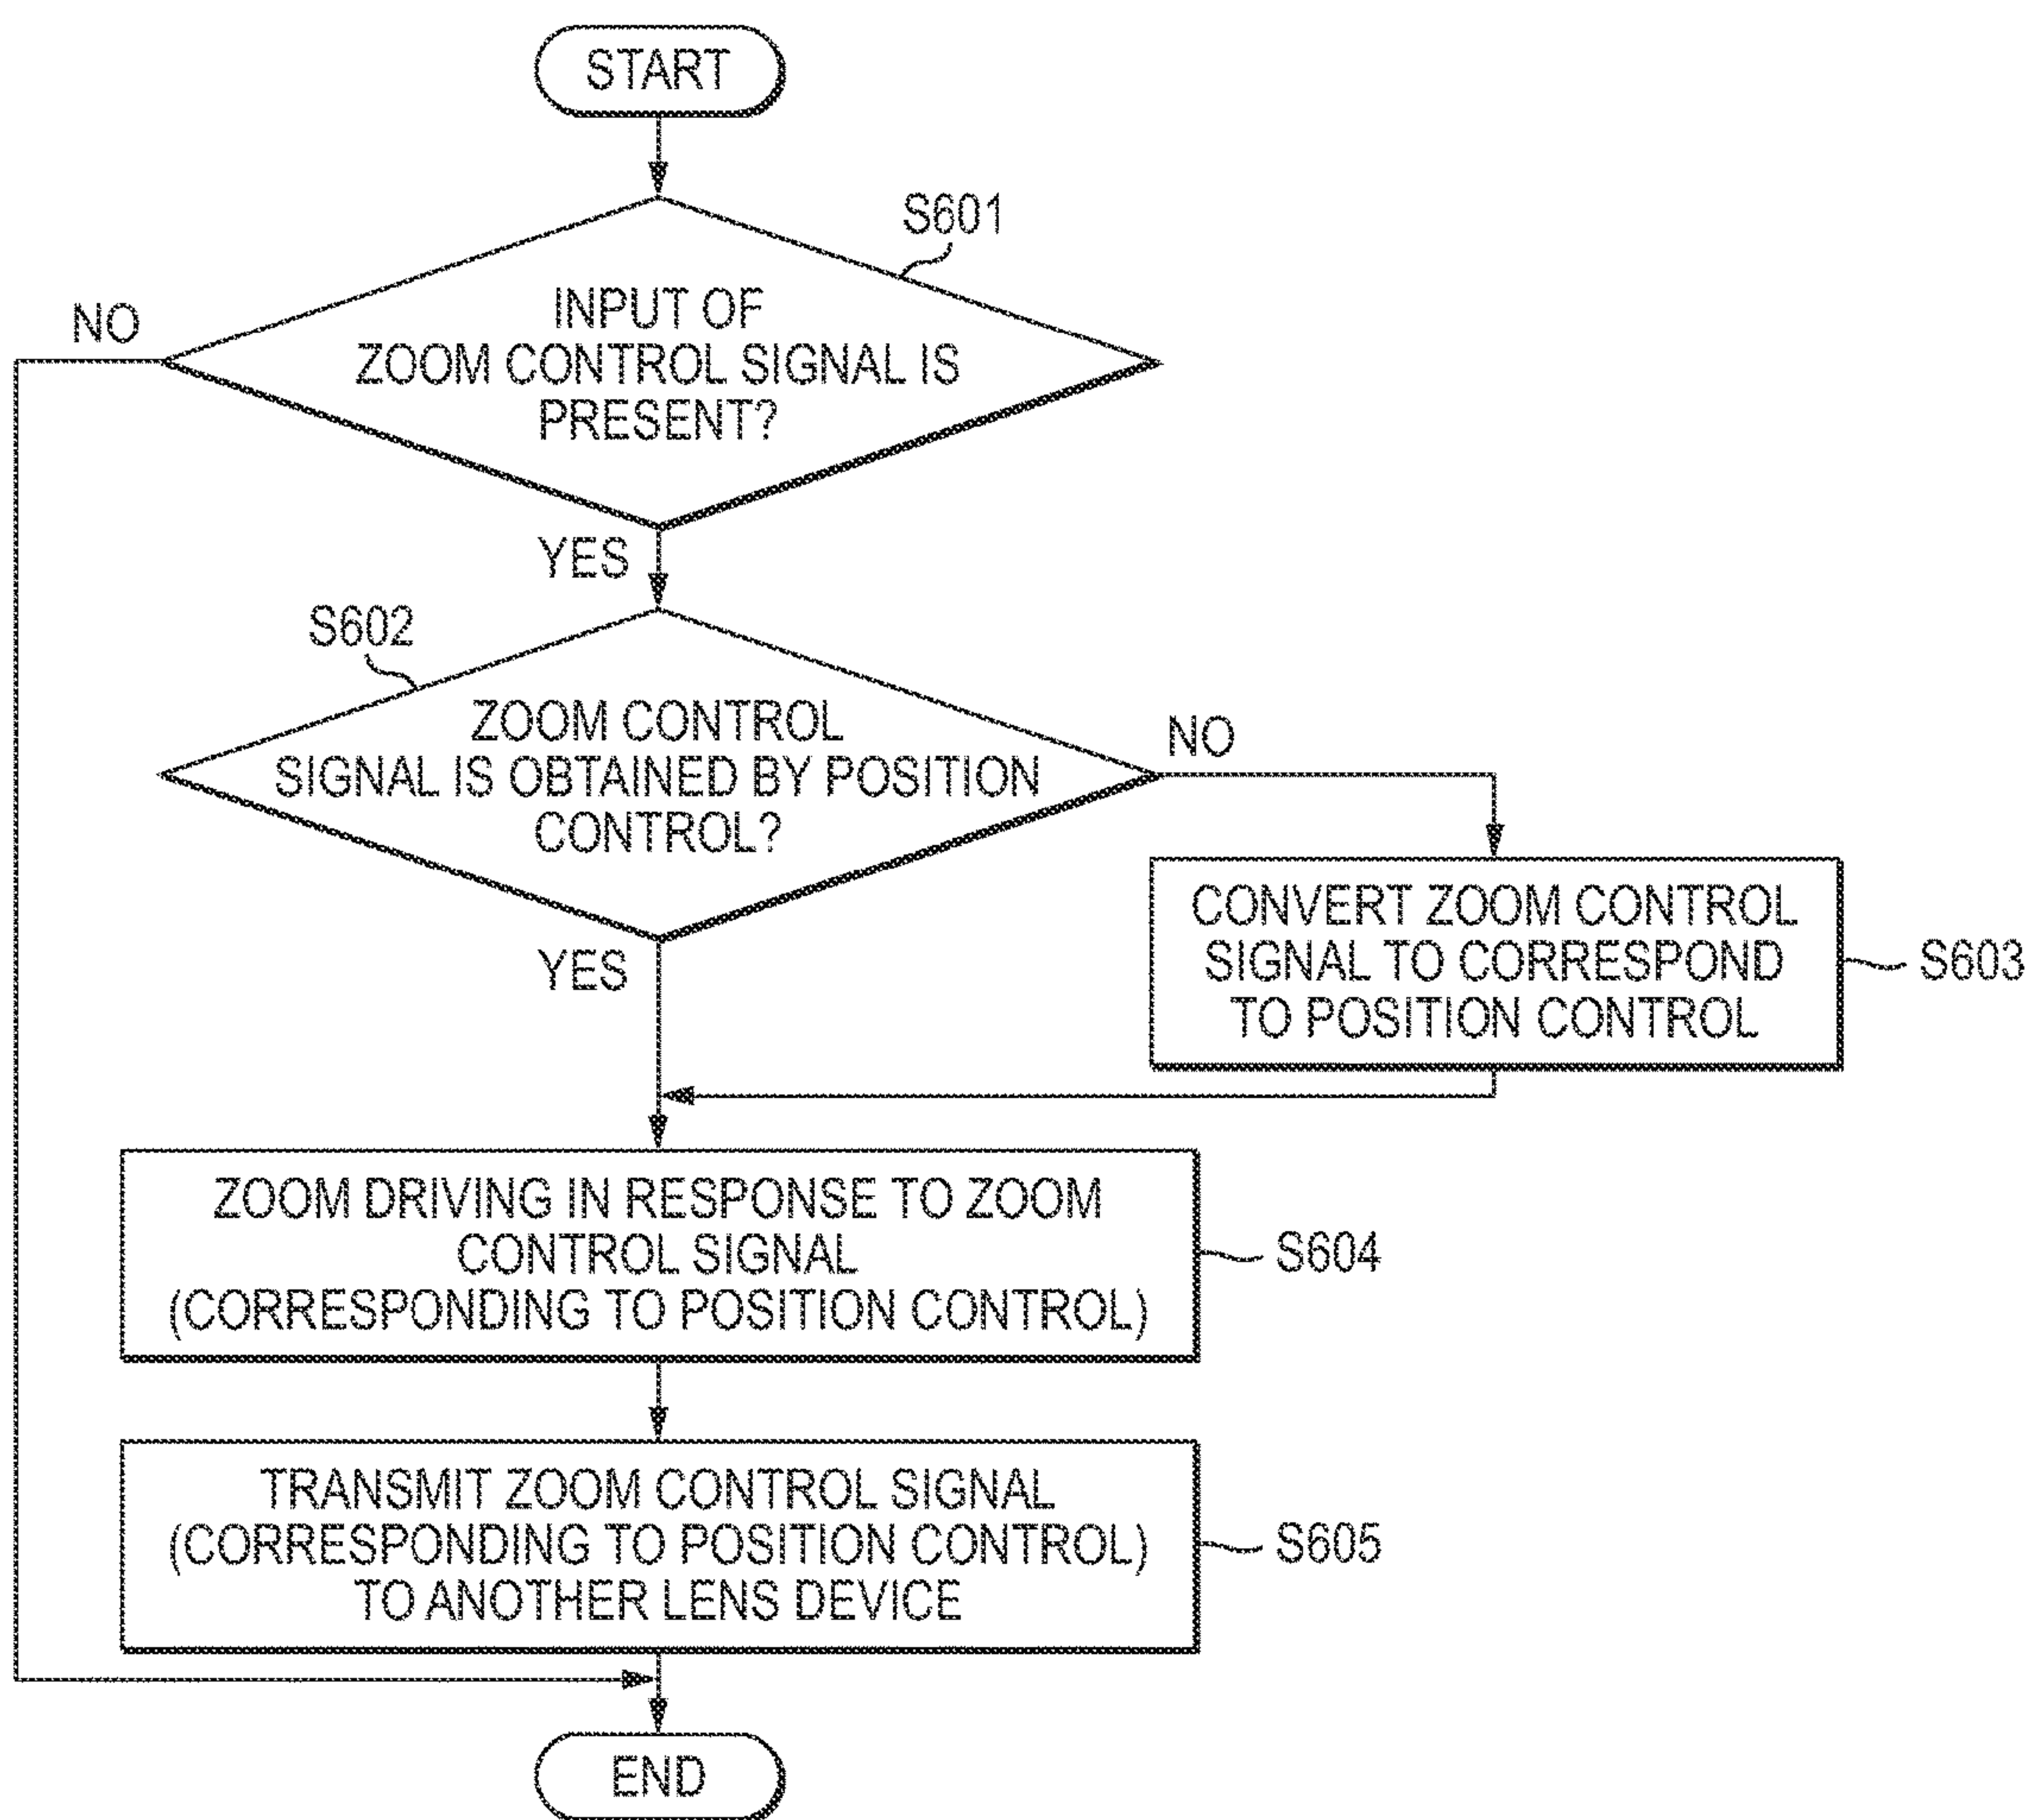 START
S601
NO
INPUT OF
ZOOM CONTROL SIGNAL IS
PRESENT?
YES
S602
ZOOM CONTROL
SIGNAL IS OBTAINED BY POSITION
CONTROL?
NO
CONVERT ZOOM CONTROL
SIGNAL TO CORRESPOND
TO POSITION CONTROL
S603
YES
ZOOM DRIVING IN RESPONSE TO ZOOM
CONTROL SIGNAL
(CORRESPONDING TO POSITION CONTROL)
S604
TRANSMIT ZOOM CONTROL SIGNAL
(CORRESPONDING TO POSITION CONTROL)
TO ANOTHER LENS DEVICE
S605
END